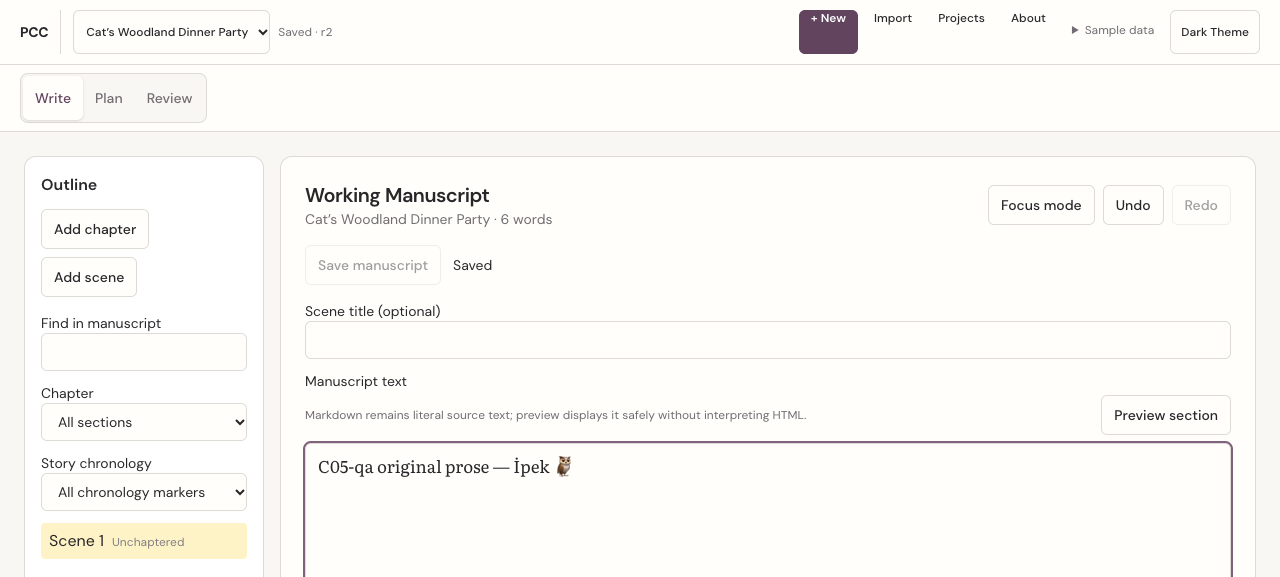 PCC
Cat’s Woodland Dinner Party
Saved · r2
+ New
Import
Projects
About
▶ Sample data
Dark Theme
Write
Plan
Review
Outline
Add chapter
Add scene
Find in manuscript
Chapter
All sections
Story chronology
All chronology markers
Scene 1 Unchaptered
Working Manuscript
Cat’s Woodland Dinner Party · 6 words
Focus mode
Undo
Redo
Save manuscript
Saved
Scene title (optional)
Manuscript text
Markdown remains literal source text; preview displays it safely without interpreting HTML.
Preview section
C05-qa original prose — İpek 🦉